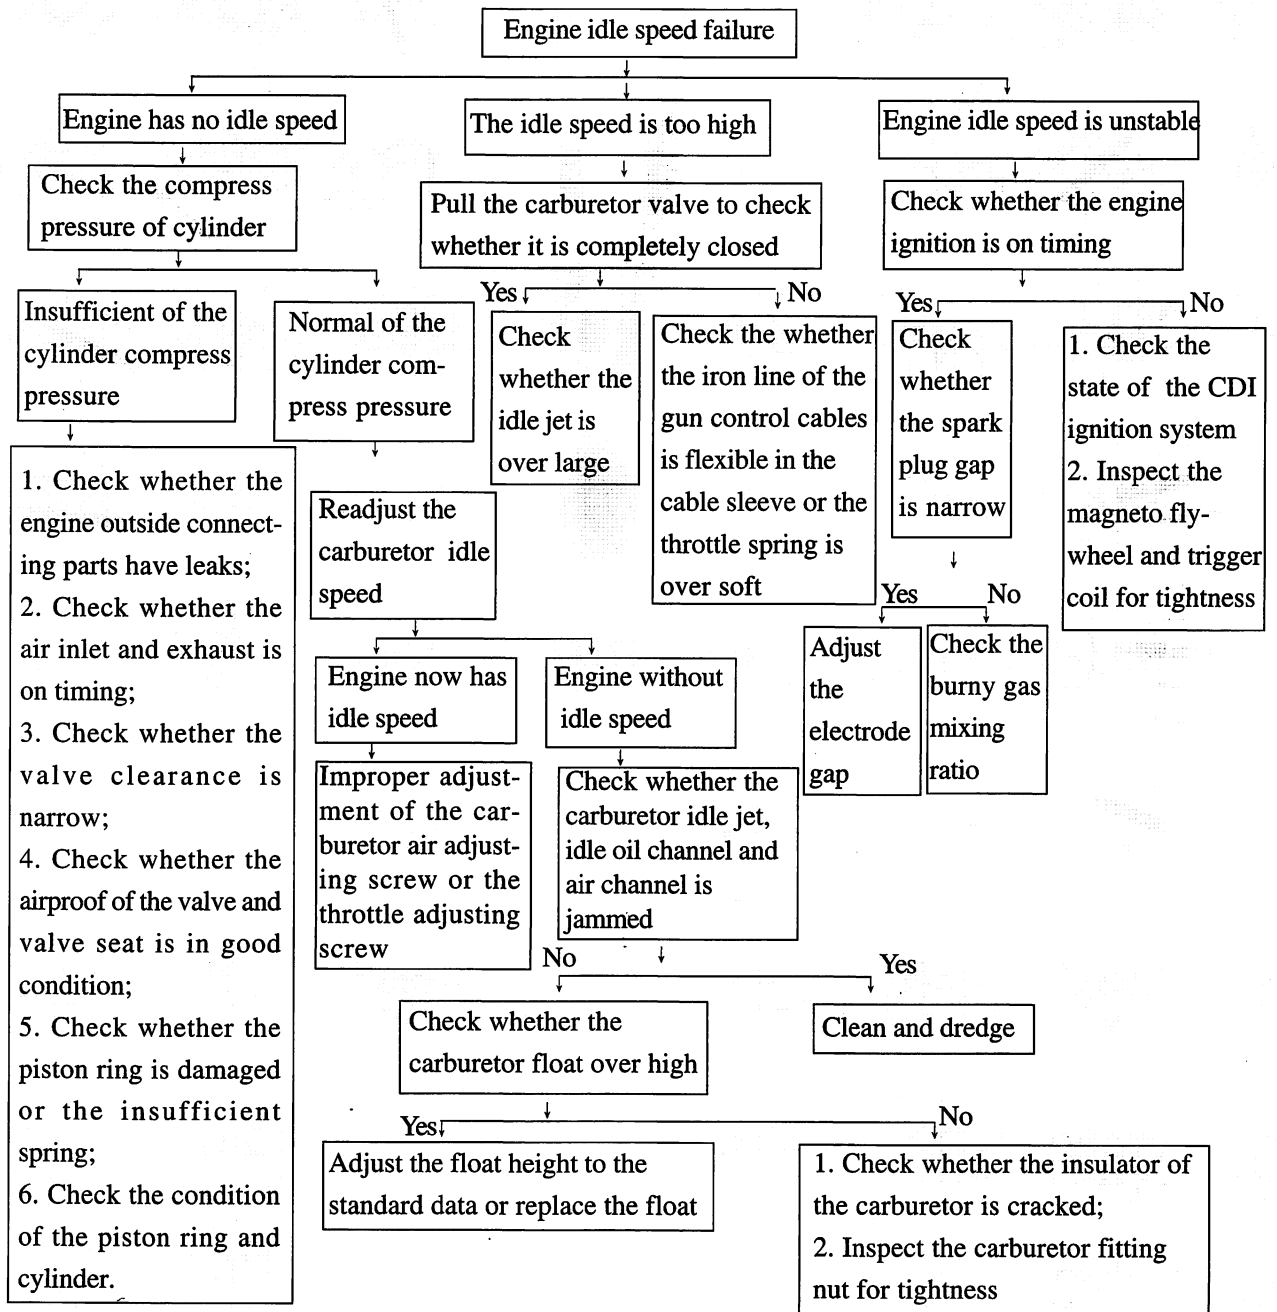 Engine idle speed failure
Engine has no idle speed
The idle speed is too high
Engine idle speed is unstable
Check the compress
pressure of cylinder
Pull the carburetor valve to check
whether it is completely closed
Check whether the engine
ignition is on timing
Insufficient of the
cylinder compress
pressure
Normal of the
cylinder com-
press pressure
Yes
No
Check
whether the
idle jet is
over large
Check the whether
the iron line of the
gun control cables
is flexible in the
cable sleeve or the
throttle spring is
over soft
Yes
No
Check
whether
the spark
plug gap
is narrow
1. Check the
state of the CDI
ignition system
2. Inspect the
magneto fly-
wheel and trigger
coil for tightness
1. Check whether the
engine outside connect-
ing parts have leaks;
2. Check whether the
air inlet and exhaust is
on timing;
3. Check whether the
valve clearance is
narrow;
4. Check whether the
airproof of the valve and
valve seat is in good
condition;
5. Check whether the
piston ring is damaged
or the insufficient
spring;
6. Check the condition
of the piston ring and
cylinder.
Readjust the
carburetor idle
speed
Yes
No
Adjust
the
electrode
gap
Check the
burny gas
mixing
ratio
Engine now has
idle speed
Engine without
idle speed
Improper adjust-
ment of the car-
buretor air adjust-
ing screw or the
throttle adjusting
screw
Check whether the
carburetor idle jet,
idle oil channel and
air channel is
jammed
No
Yes
Check whether the
carburetor float over high
Clean and dredge
Yes
No
Adjust the float height to the
standard data or replace the float
1. Check whether the insulator of
the carburetor is cracked;
2. Inspect the carburetor fitting
nut for tightness